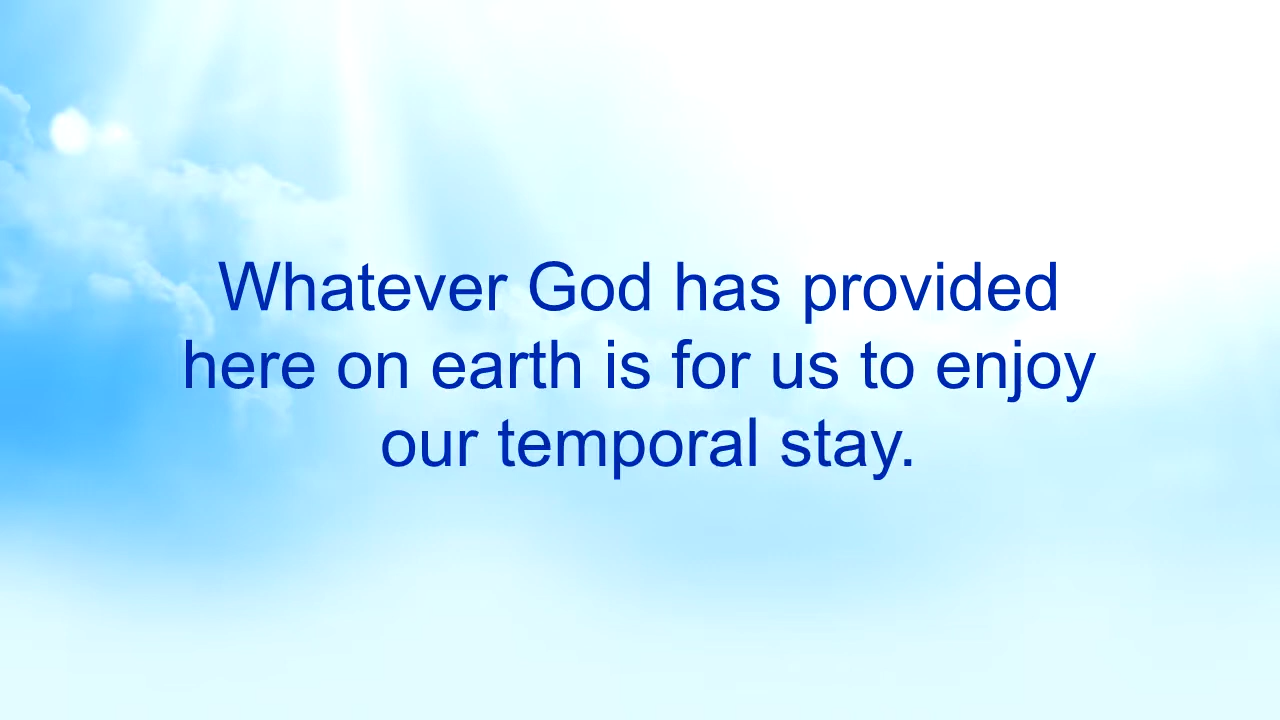 Whatever God has provided
here on earth is for us to enjoy
our temporal stay.